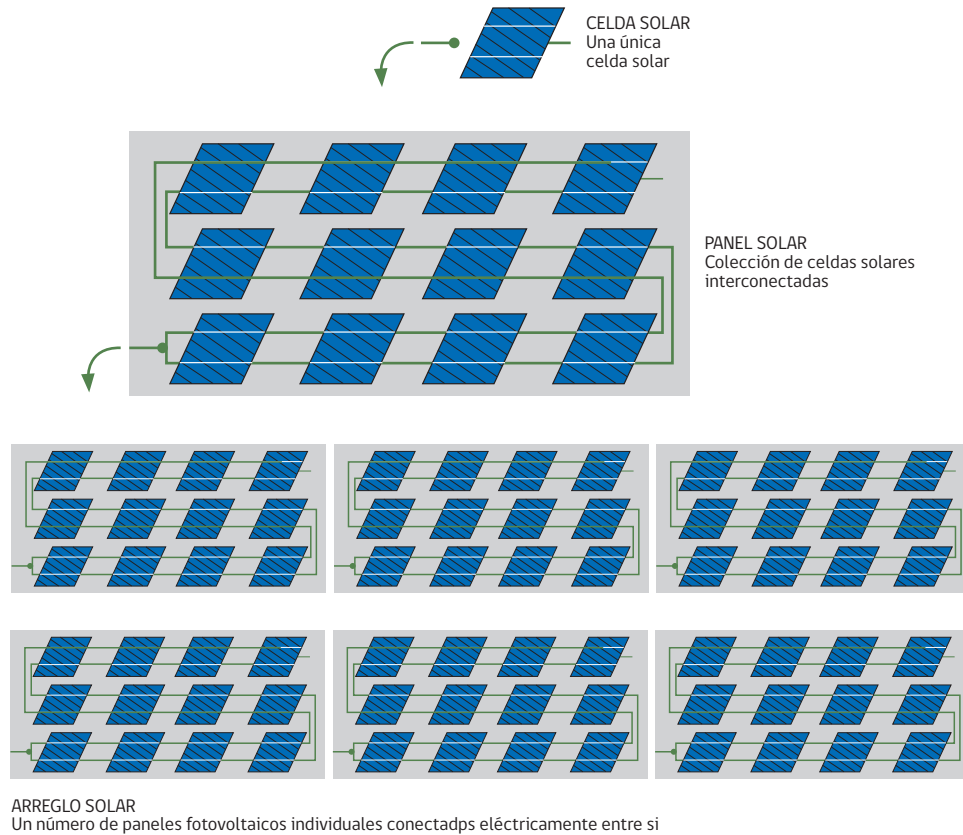 CELDA SOLAR
Una única
celda solar
PANEL SOLAR
Colección de celdas solares
interconectadas
ARREGLO SOLAR
Un número de paneles fotovoltaicos individuales conectadps eléctricamente entre si